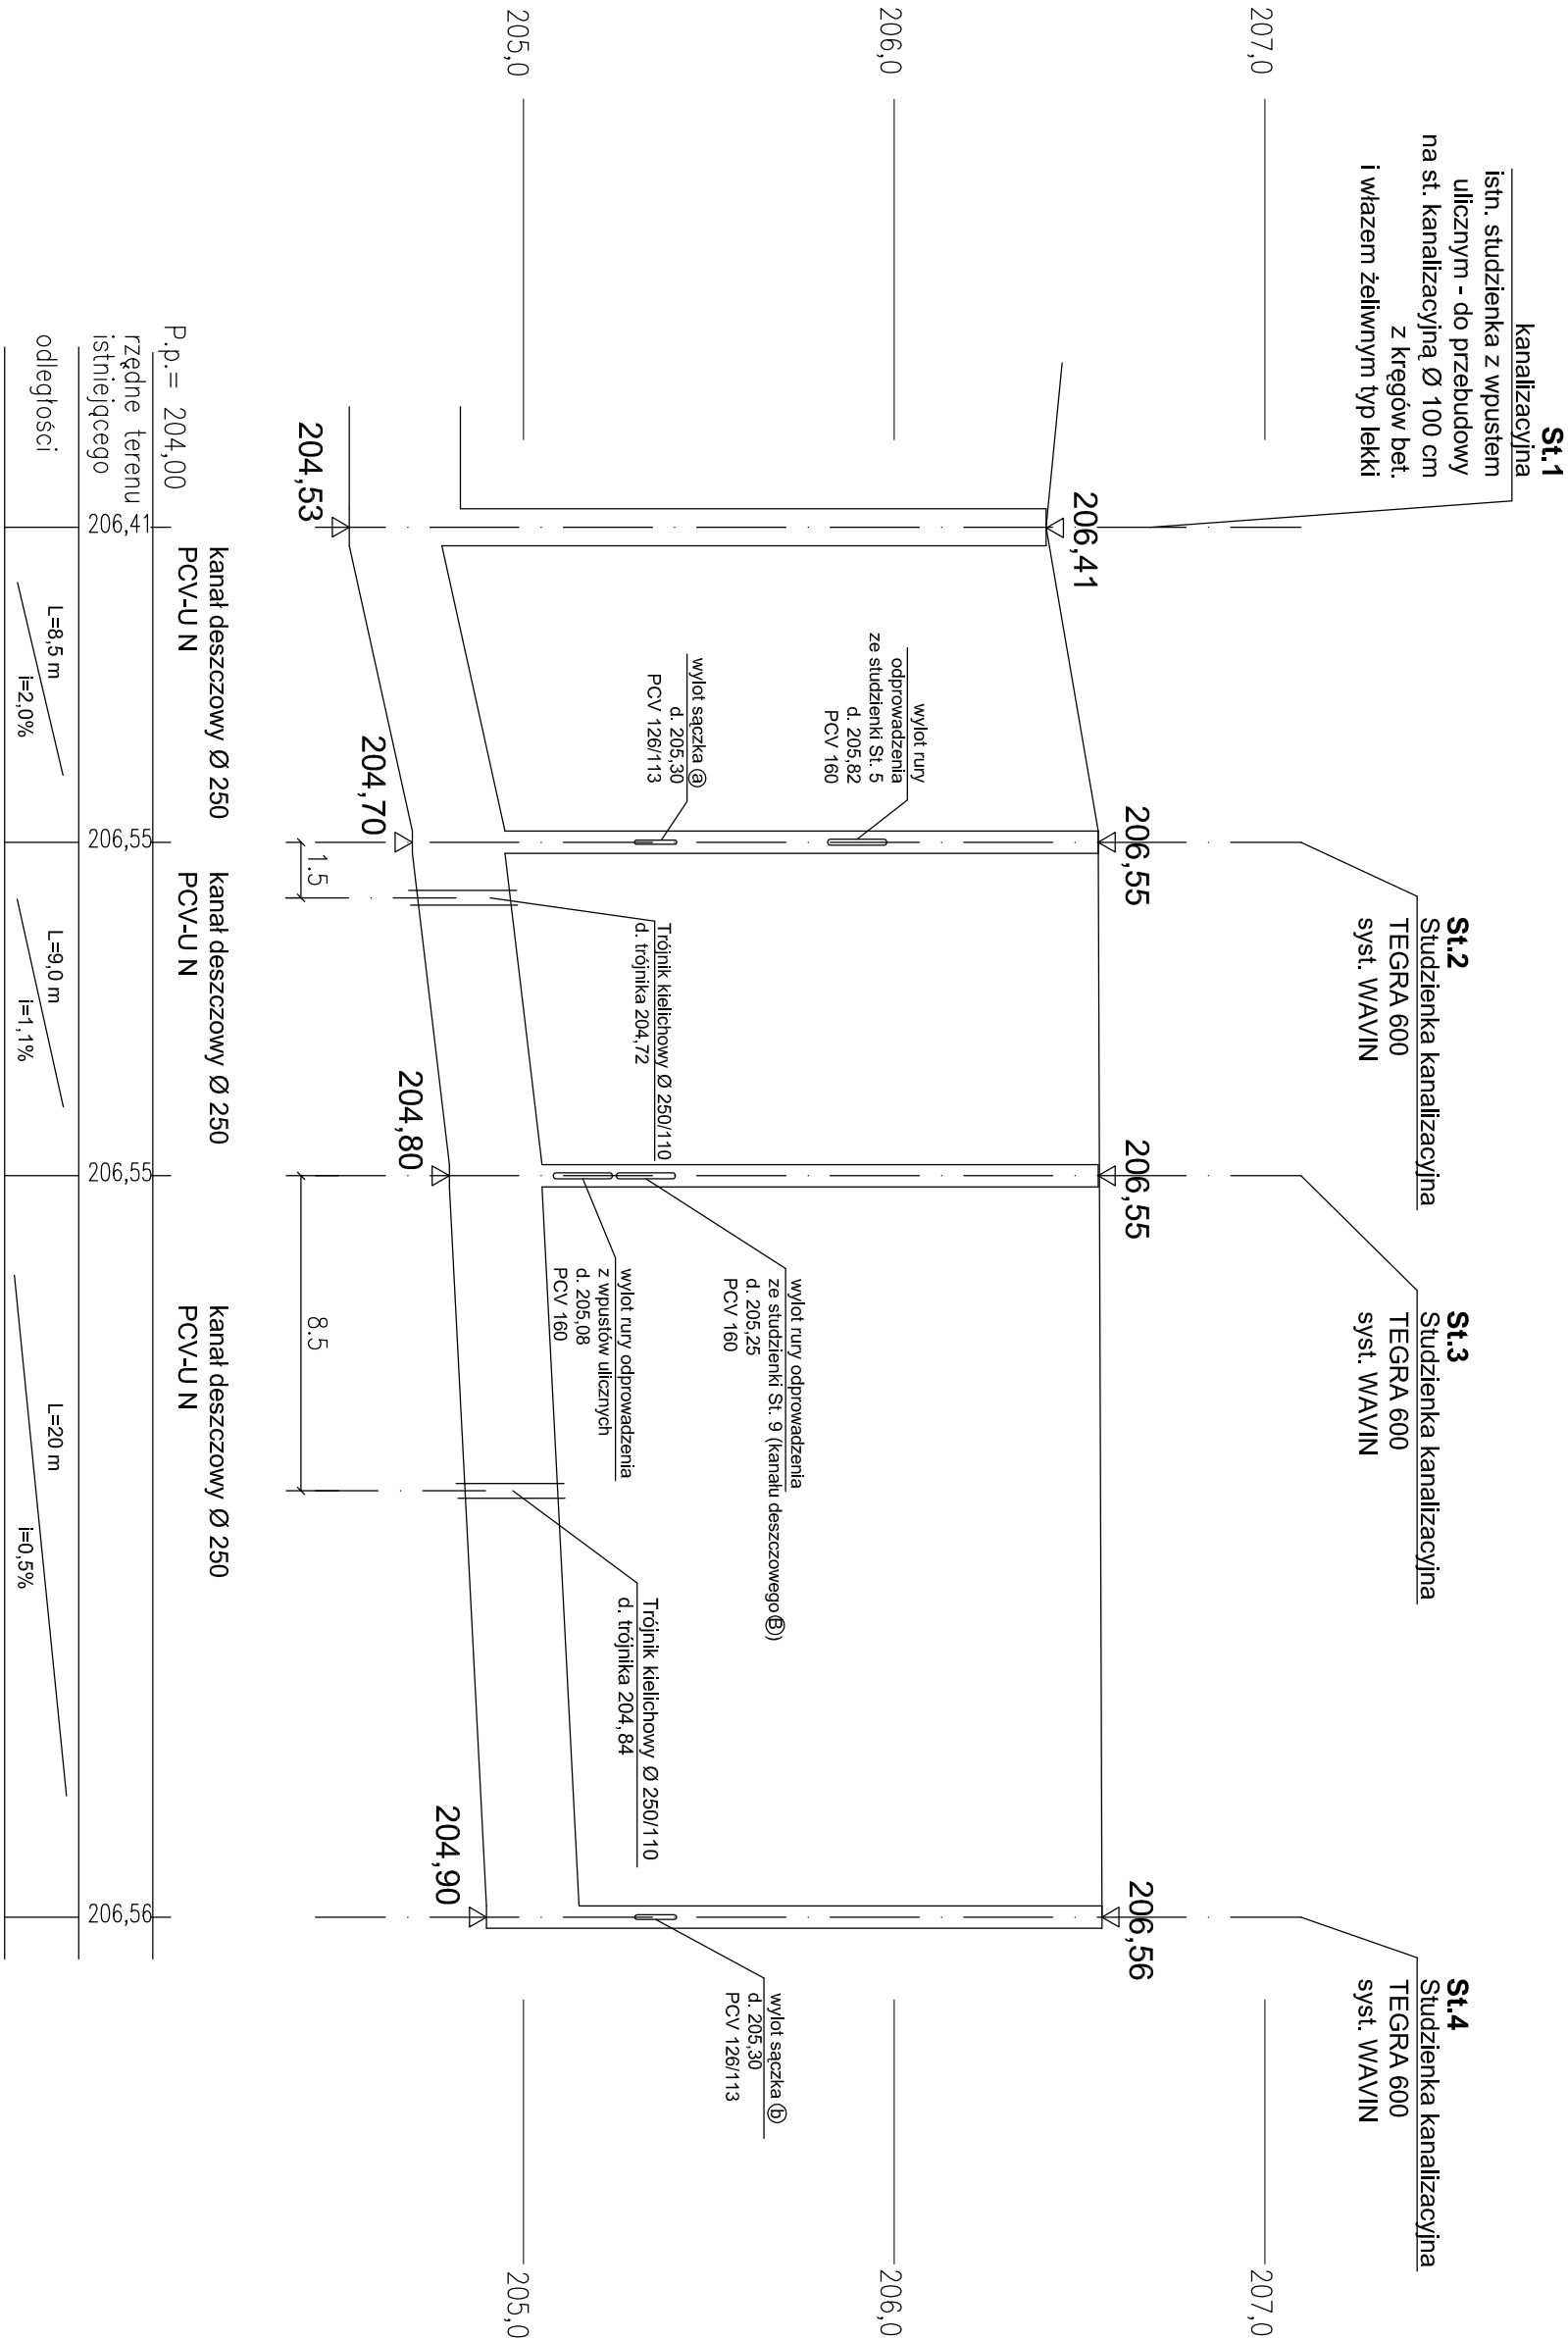 St.1
kanalizacyjna
istn. studzienka z wpustem
ulicznym - do przebudowy
na st. kanalizacyjną Ø 100 cm
z kręgów bet.
i włazem żeliwnym typ lekki
St.2
Studzienka kanalizacyjna
TEGRA 600
syst. WAVIN
St.3
Studzienka kanalizacyjna
TEGRA 600
syst. WAVIN
St.4
Studzienka kanalizacyjna
TEGRA 600
syst. WAVIN
207,0
207,0
206,41
206,55
206,55
206,56
206,0
206,0
wylot rury
odprowadzenia
ze studzienki St. 5
d. 205,82
PCV 160
wylot rury odprowadzenia
ze studzienki St. 9 (kanału deszczowego B)
d. 205,25
PCV 160
wylot sączka b
d. 205,30
PCV 126/113
wylot sączka a
d. 205,30
PCV 126/113
Trójnik kielichowy Ø 250/110
d. trójnika 204,72
wylot rury odprowadzenia
z wpustów ulicznych
d. 205,08
PCV 160
Trójnik kielichowy Ø 250/110
d. trójnika 204,84
205,0
205,0
204,53
204,70
204,80
204,90
1.5
8.5
kanał deszczowy Ø 250
PCV-U N
kanał deszczowy Ø 250
PCV-U N
kanał deszczowy Ø 250
PCV-U N
P.p.= 204,00
rzędne terenu
istniejącego
206,41
206,55
206,55
206,56
odległości
L=8,5 m
i=2,0%
L=9,0 m
i=1,1%
L=20 m
i=0,5%